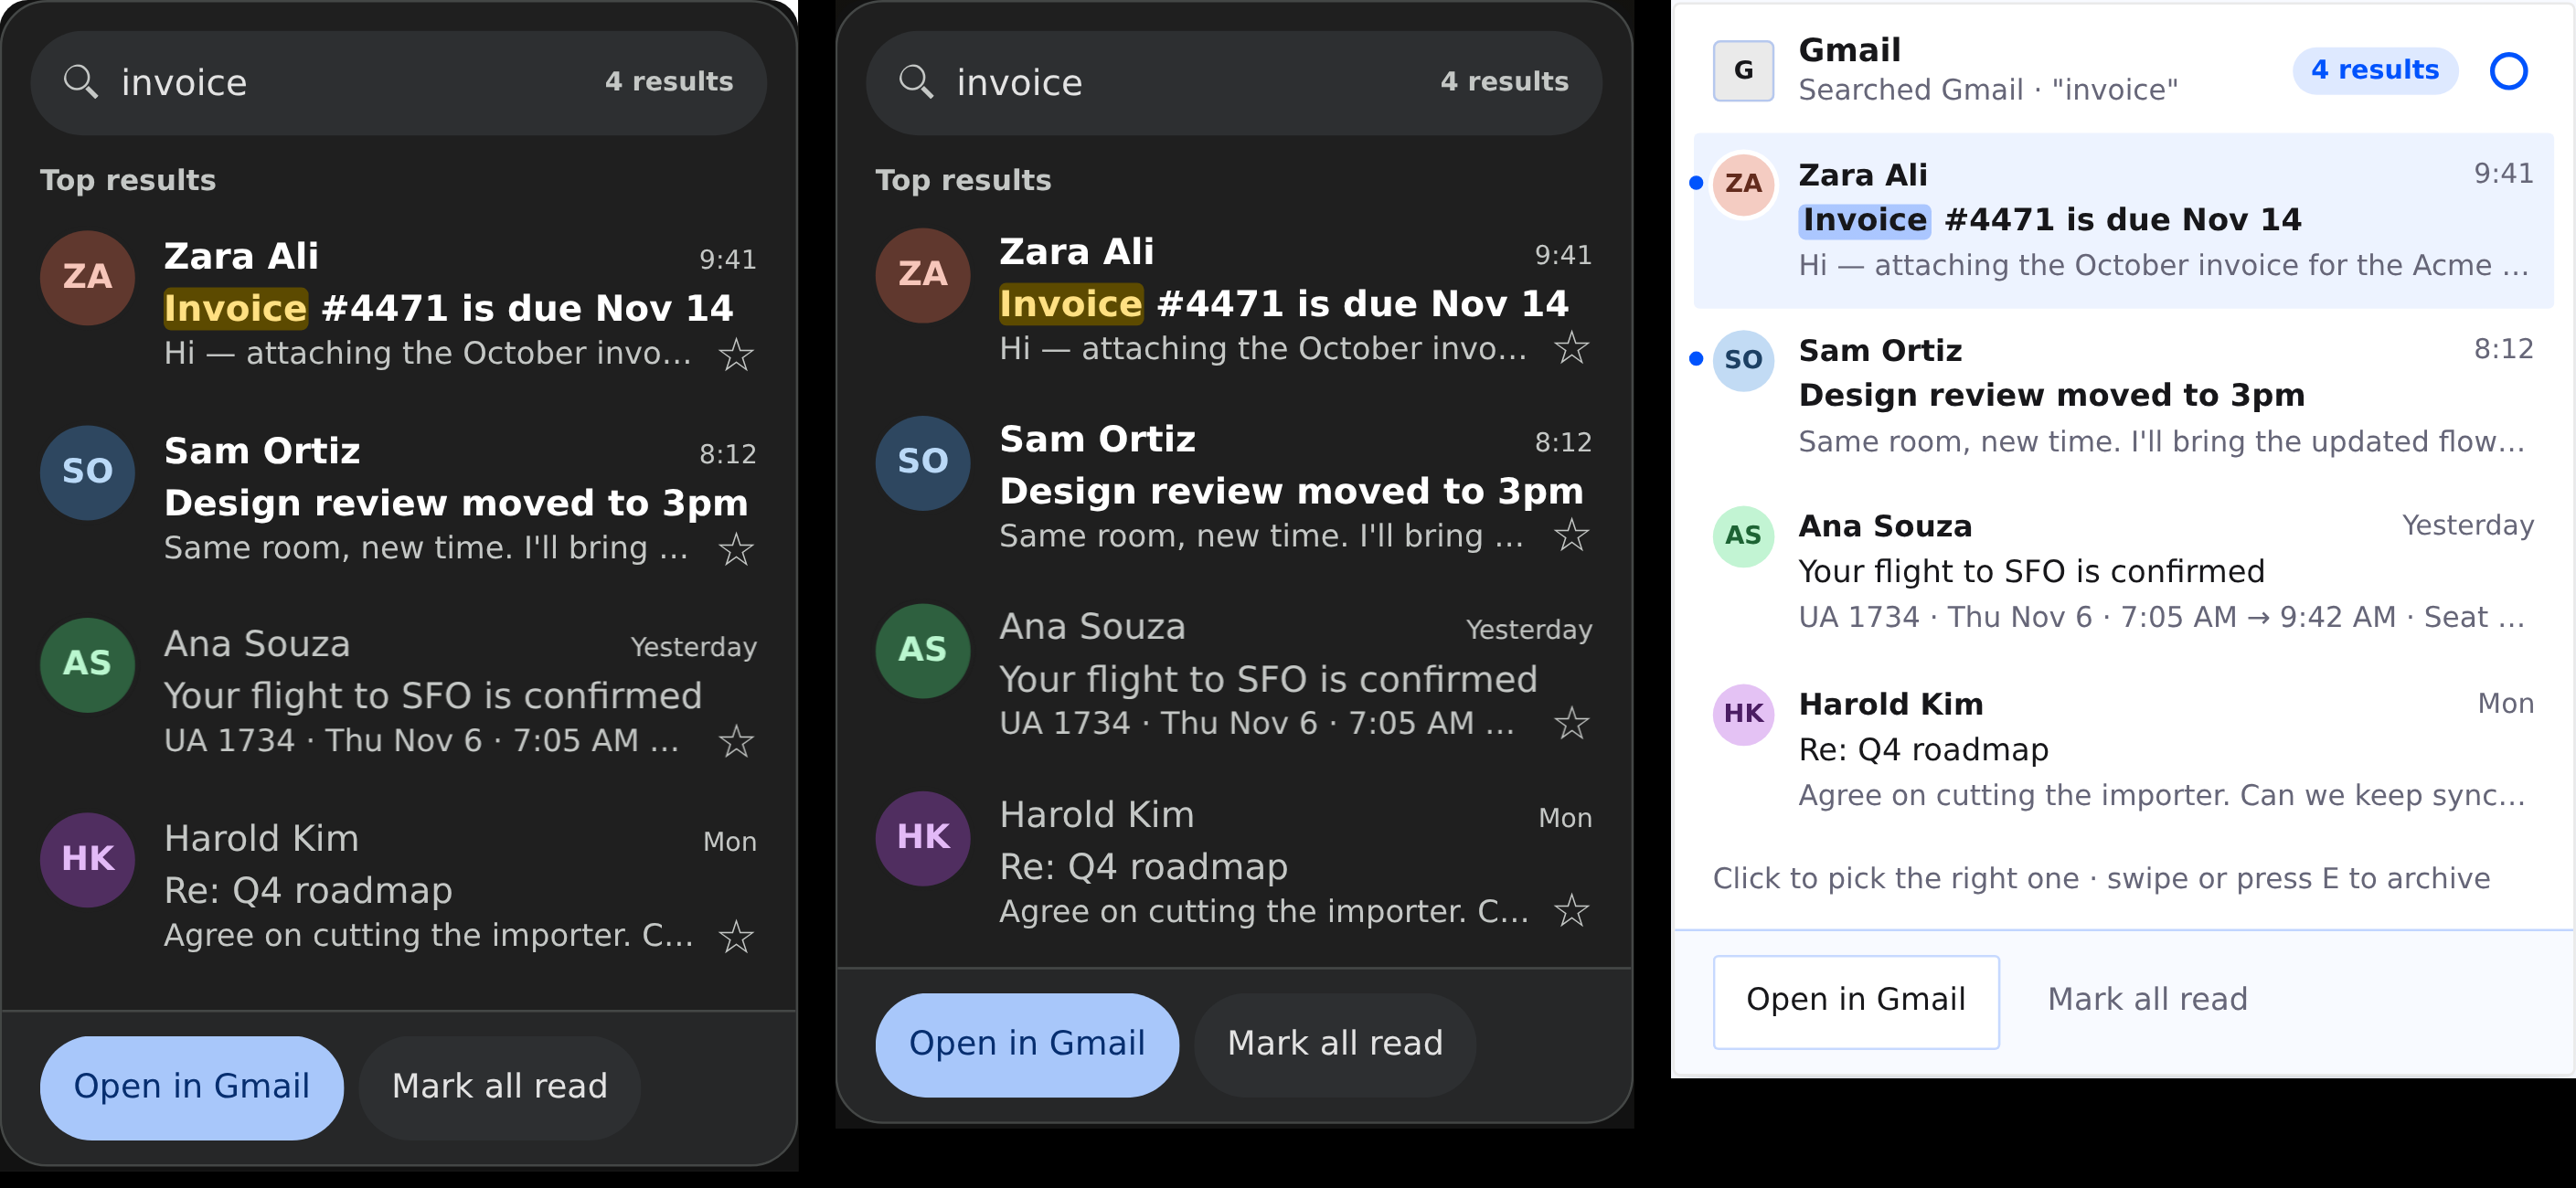 invoice 4 results
Top results
ZA Zara Ali 9:41
Invoice #4471 is due Nov 14
Hi — attaching the October invo...
SO Sam Ortiz 8:12
Design review moved to 3pm
Same room, new time. I'll bring ...
AS Ana Souza Yesterday
Your flight to SFO is confirmed
UA 1734 · Thu Nov 6 · 7:05 AM ...
HK Harold Kim Mon
Re: Q4 roadmap
Agree on cutting the importer. C...
Open in Gmail Mark all read
invoice 4 results
Top results
ZA Zara Ali 9:41
Invoice #4471 is due Nov 14
Hi — attaching the October invo...
SO Sam Ortiz 8:12
Design review moved to 3pm
Same room, new time. I'll bring ...
AS Ana Souza Yesterday
Your flight to SFO is confirmed
UA 1734 · Thu Nov 6 · 7:05 AM ...
HK Harold Kim Mon
Re: Q4 roadmap
Agree on cutting the importer. C...
Open in Gmail Mark all read
G Gmail 4 results
Searched Gmail · "invoice"
ZA Zara Ali 9:41
Invoice #4471 is due Nov 14
Hi — attaching the October invoice for the Acme ...
SO Sam Ortiz 8:12
Design review moved to 3pm
Same room, new time. I'll bring the updated flow...
AS Ana Souza Yesterday
Your flight to SFO is confirmed
UA 1734 · Thu Nov 6 · 7:05 AM → 9:42 AM · Seat ...
HK Harold Kim Mon
Re: Q4 roadmap
Agree on cutting the importer. Can we keep sync...
Click to pick the right one · swipe or press E to archive
Open in Gmail Mark all read